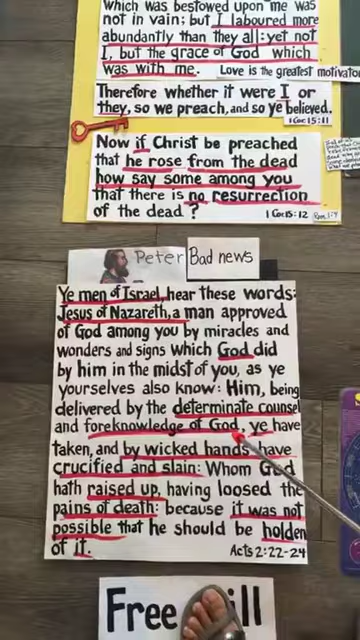 which was bestowed upon me was
not in vain; but I laboured more
abundantly than they all: yet not
I, but the grace of God which
was with me. Love is the greatest motivator
Therefore whether it were I or
they, so we preach, and so ye believed.
1 Cor 15:11
Now if Christ be preached
that he rose from the dead
how say some among you
that there is no resurrection
of the dead? 1 Cor 15:12
Peter Bad news
Ye men of Israel, hear these words:
Jesus of Nazareth, a man approved
of God among you by miracles and
wonders and signs which God did
by him in the midst of you, as ye
yourselves also know: Him, being
delivered by the determinate counsel
and foreknowledge of God, ye have
taken, and by wicked hands have
crucified and slain: Whom God
hath raised up, having loosed the
pains of death: because it was not
possible that he should be holden
of it. Acts 2:22-24
Free ill